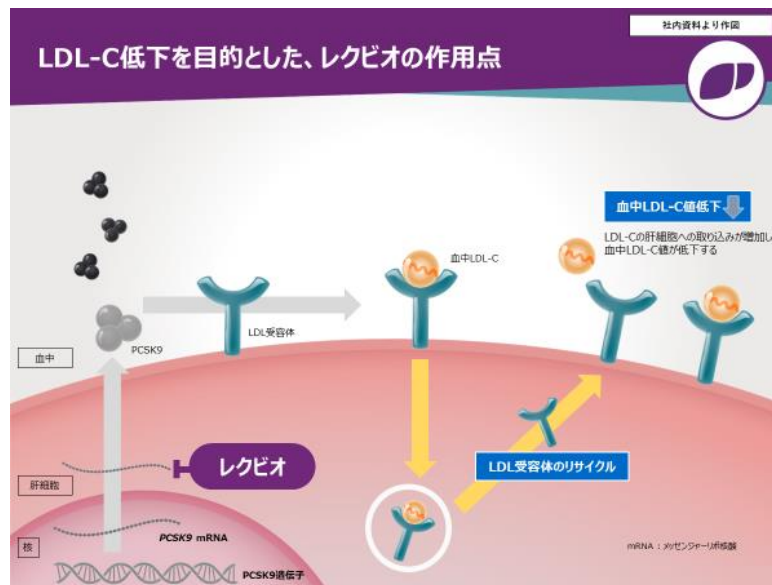 社内資料より作図
LDL-C低下を目的とした、レクビオの作用点
血中LDL-C値低下
LDL-Cの肝細胞への取り込みが増加し
血中LDL-C値が低下する
血中LDL-C
LDL受容体
PCSK9
血中
レクビオ
LDL受容体のリサイクル
肝細胞
PCSK9 mRNA
核
mRNA：メッセンジャーリボ核酸
PCSK9遺伝子